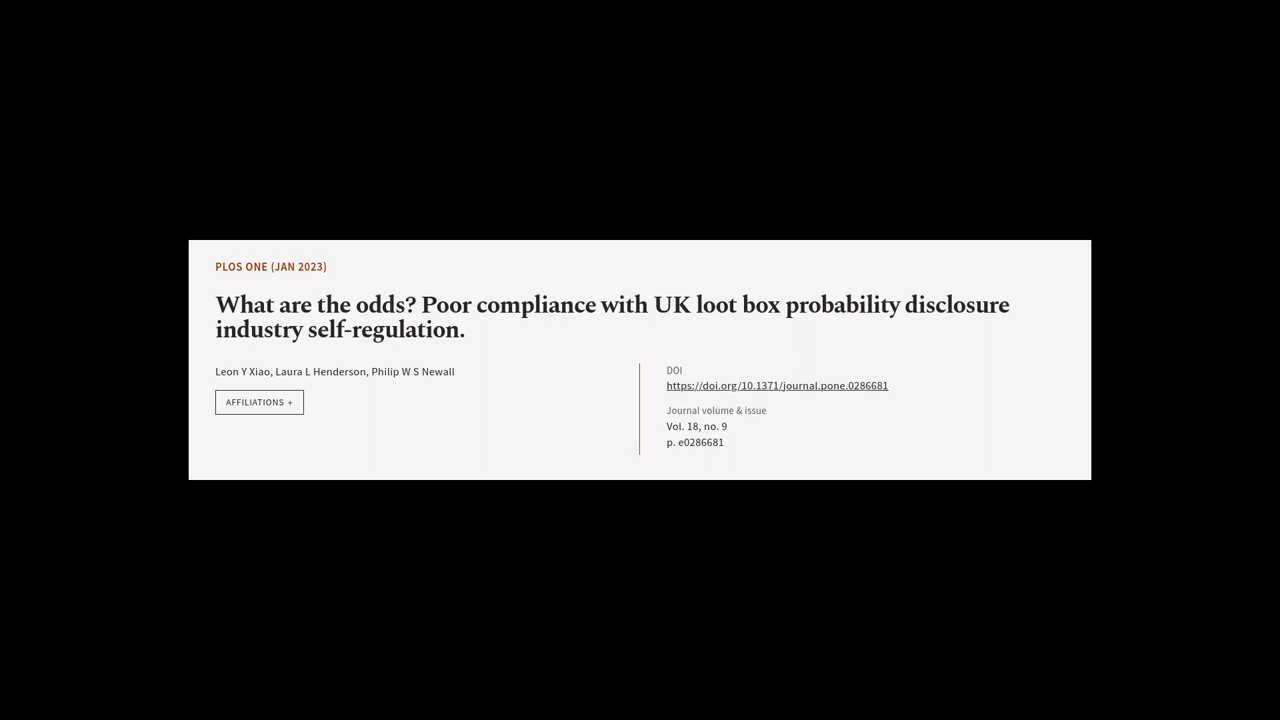 PLOS ONE (JAN 2023)
What are the odds? Poor compliance with UK loot box probability disclosure
industry self-regulation.
Leon Y Xiao, Laura L Henderson, Philip W S Newall
AFFILIATIONS +
DOI
https://doi.org/10.1371/journal.pone.0286681
Journal volume & issue
Vol. 18, no. 9
p. e0286681